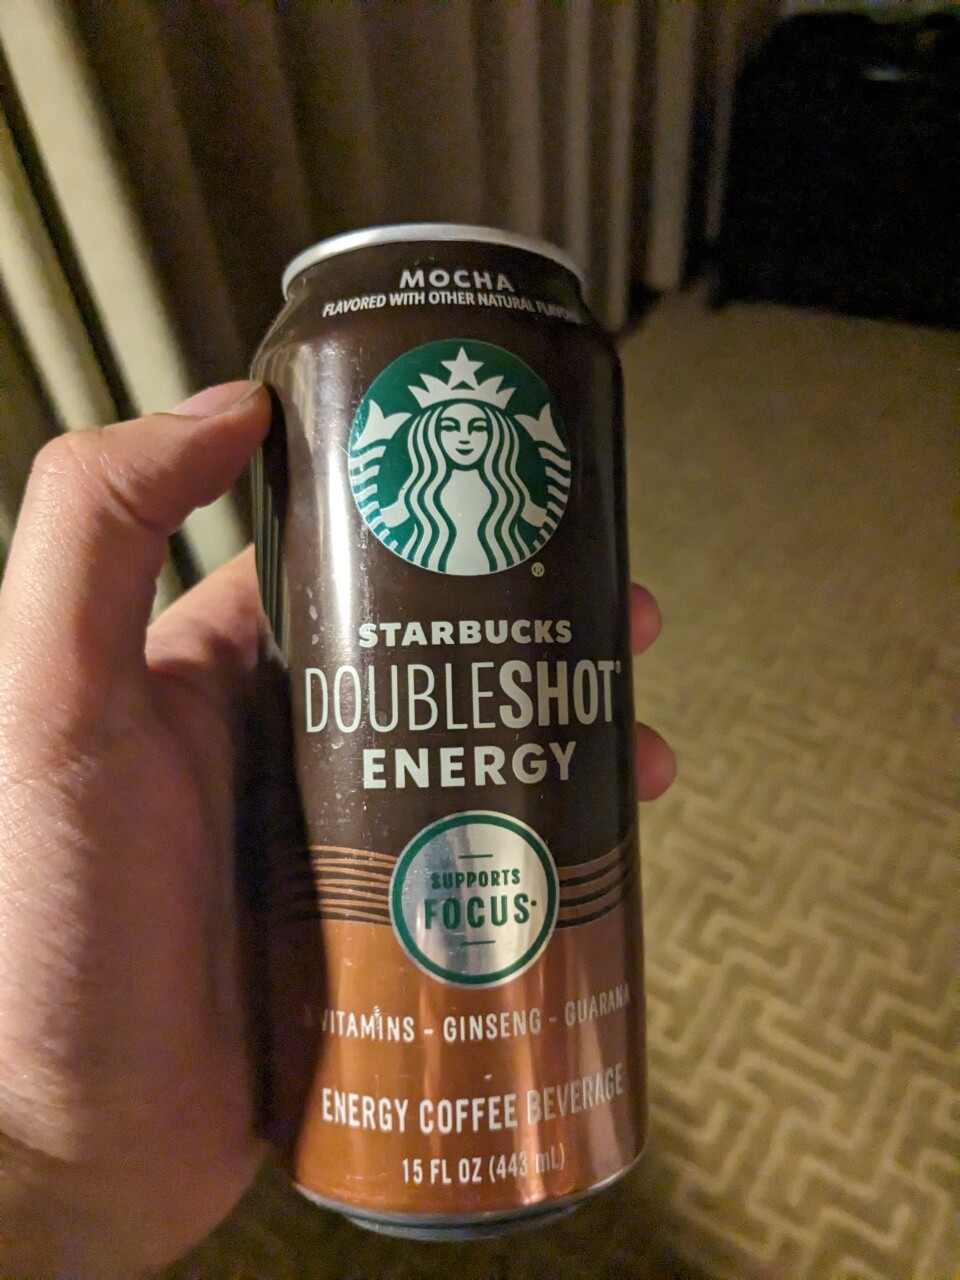 MOCHA
FLAVORED WITH OTHER NATURAL FLAVORS
®
STARBUCKS
DOUBLESHOT®
ENERGY
SUPPORTS
FOCUS•
VITAMINS - GINSENG - GUARANA
ENERGY COFFEE BEVERAGE
15 FL OZ (443 mL)